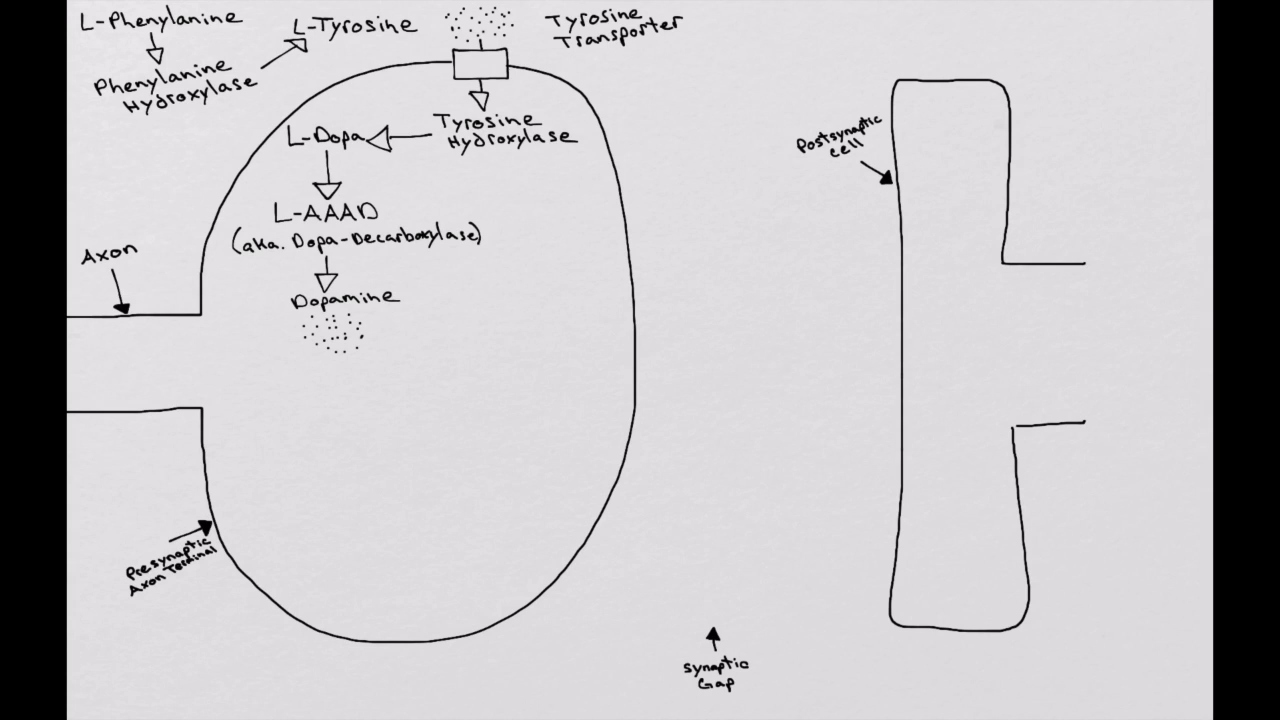 L-Phenylanine
Phenylanine
Hydroxylase
L-Tyrosine
Tyrosine
Transporter
Tyrosine
Hydroxylase
L-Dopa
L-AAAD
(aka. Dopa-Decarboxylase)
Dopamine
Axon
Presynaptic
Axon Terminal
Synaptic
Gap
Postsynaptic
cell